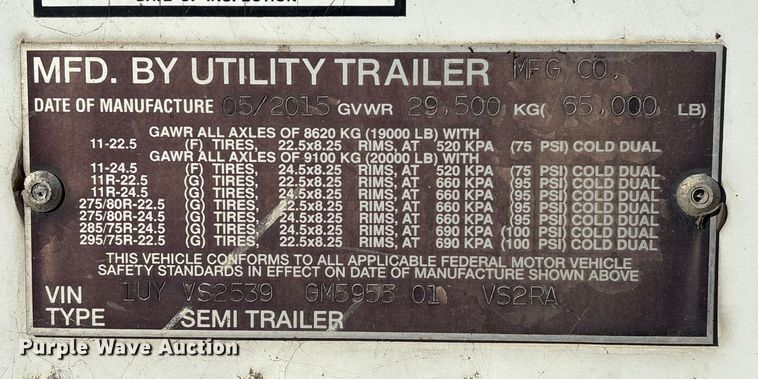 DATE OF INSPECTION
MFD. BY UTILITY TRAILER MFG CO.
DATE OF MANUFACTURE 05/2015 GVWR 29,500 KG( 65,000 LB)
GAWR ALL AXLES OF 8620 KG (19000 LB) WITH
11-22.5 (F) TIRES, 22.5x8.25 RIMS, AT 520 KPA (75 PSI) COLD DUAL
GAWR ALL AXLES OF 9100 KG (20000 LB) WITH
11-24.5 (F) TIRES, 24.5x8.25 RIMS, AT 520 KPA (75 PSI) COLD DUAL
11R-22.5 (G) TIRES, 22.5x8.25 RIMS, AT 660 KPA (95 PSI) COLD DUAL
11R-24.5 (G) TIRES, 24.5x8.25 RIMS, AT 660 KPA (95 PSI) COLD DUAL
275/80R-22.5 (G) TIRES, 22.5x8.25 RIMS, AT 660 KPA (95 PSI) COLD DUAL
275/80R-24.5 (G) TIRES, 24.5x8.25 RIMS, AT 660 KPA (95 PSI) COLD DUAL
285/75R-24.5 (G) TIRES, 24.5x8.25 RIMS, AT 690 KPA (100 PSI) COLD DUAL
295/75R-22.5 (G) TIRES, 22.5x8.25 RIMS, AT 690 KPA (100 PSI) COLD DUAL
THIS VEHICLE CONFORMS TO ALL APPLICABLE FEDERAL MOTOR VEHICLE
SAFETY STANDARDS IN EFFECT ON DATE OF MANUFACTURE SHOWN ABOVE
VIN 1UY VS2539 GM5955 01 VS2RA
TYPE SEMI TRAILER
Purple Wave Auction